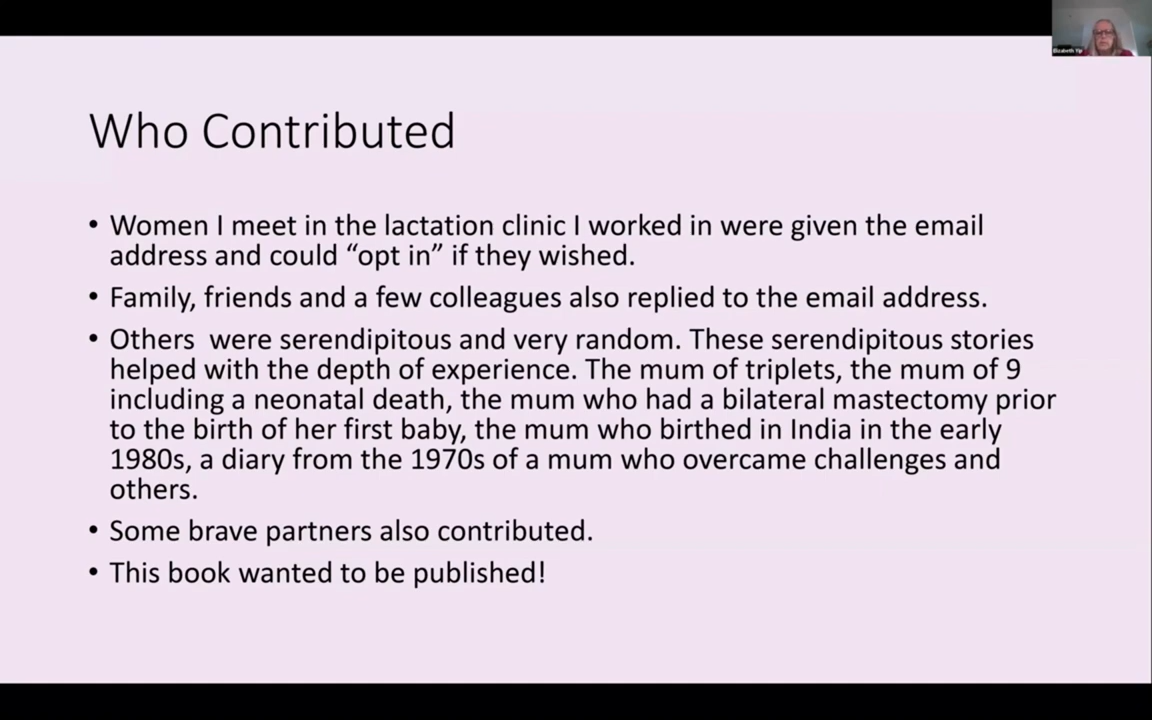 Who Contributed
• Women I meet in the lactation clinic I worked in were given the email
address and could “opt in” if they wished.
• Family, friends and a few colleagues also replied to the email address.
• Others  were serendipitous and very random. These serendipitous stories
helped with the depth of experience. The mum of triplets, the mum of 9
including a neonatal death, the mum who had a bilateral mastectomy prior
to the birth of her first baby, the mum who birthed in India in the early
1980s, a diary from the 1970s of a mum who overcame challenges and
others.
• Some brave partners also contributed.
• This book wanted to be published!
Elizabeth Yip